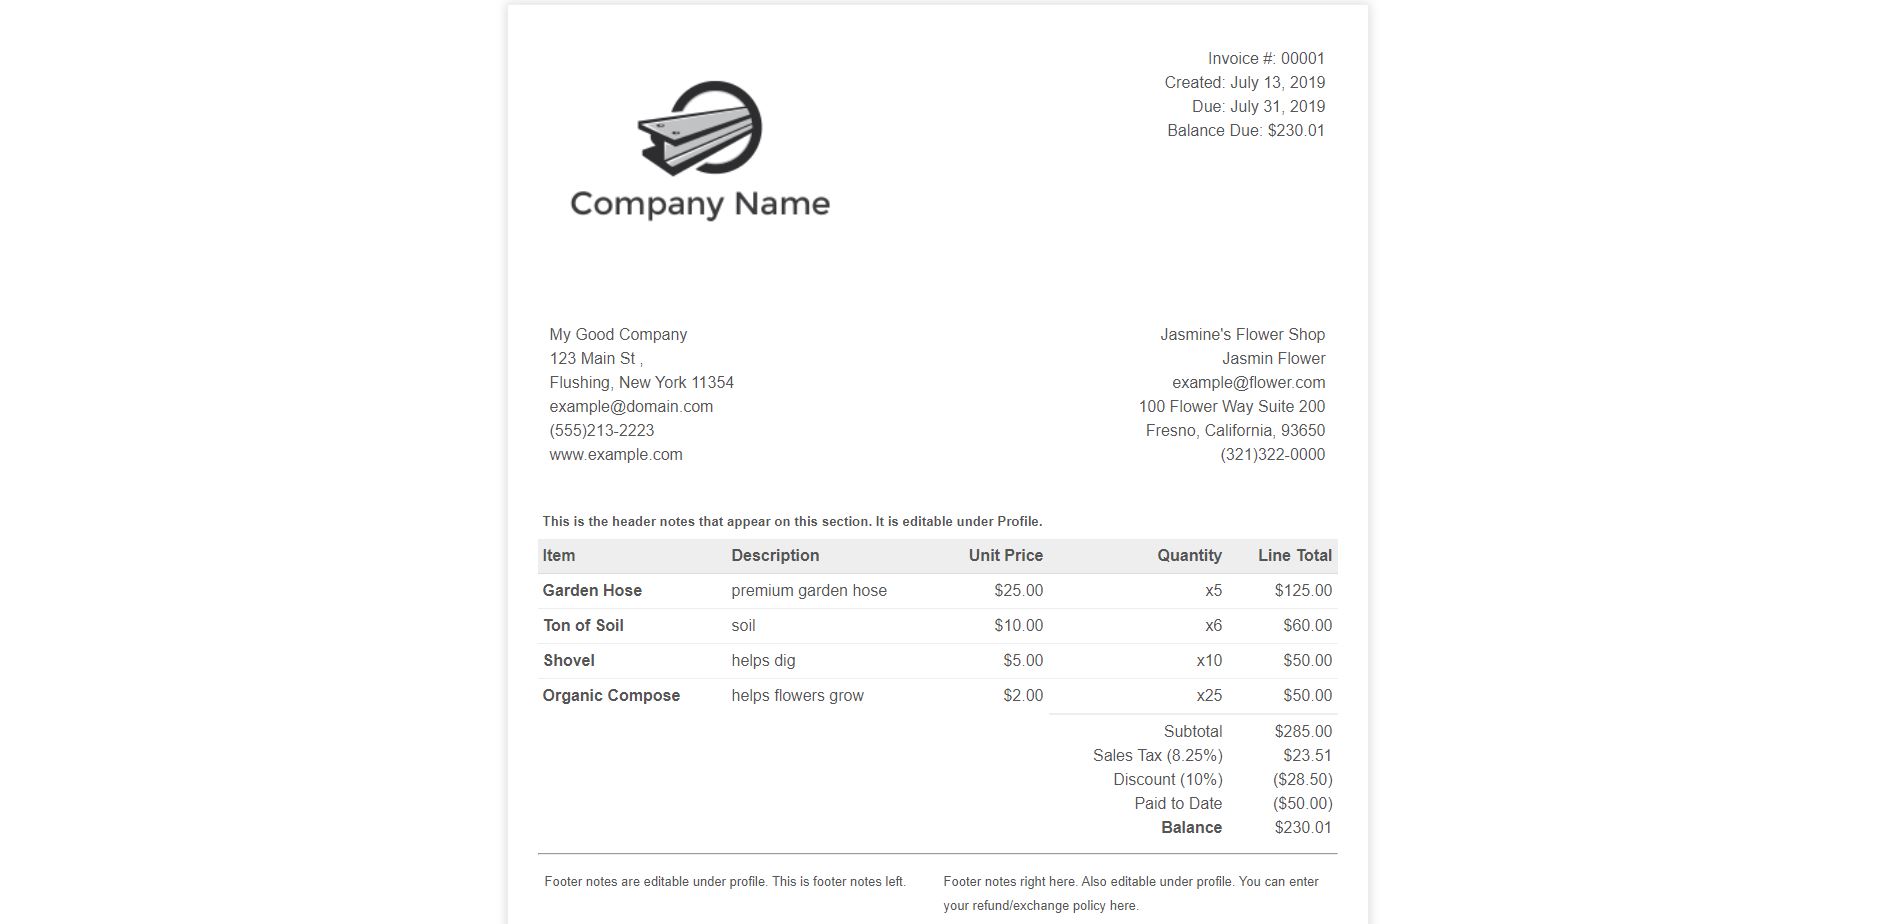 Invoice #: 00001
Created: July 13, 2019
Due: July 31, 2019
Balance Due: $230.01
Company Name
My Good Company
123 Main St ,
Flushing, New York 11354
example@domain.com
(555)213-2223
www.example.com
Jasmine's Flower Shop
Jasmin Flower
example@flower.com
100 Flower Way Suite 200
Fresno, California, 93650
(321)322-0000
This is the header notes that appear on this section. It is editable under Profile.
Item Description Unit Price Quantity Line Total
Garden Hose premium garden hose $25.00 x5 $125.00
Ton of Soil soil $10.00 x6 $60.00
Shovel helps dig $5.00 x10 $50.00
Organic Compose helps flowers grow $2.00 x25 $50.00
Subtotal $285.00
Sales Tax (8.25%) $23.51
Discount (10%) ($28.50)
Paid to Date ($50.00)
Balance $230.01
Footer notes are editable under profile. This is footer notes left.
Footer notes right here. Also editable under profile. You can enter
your refund/exchange policy here.